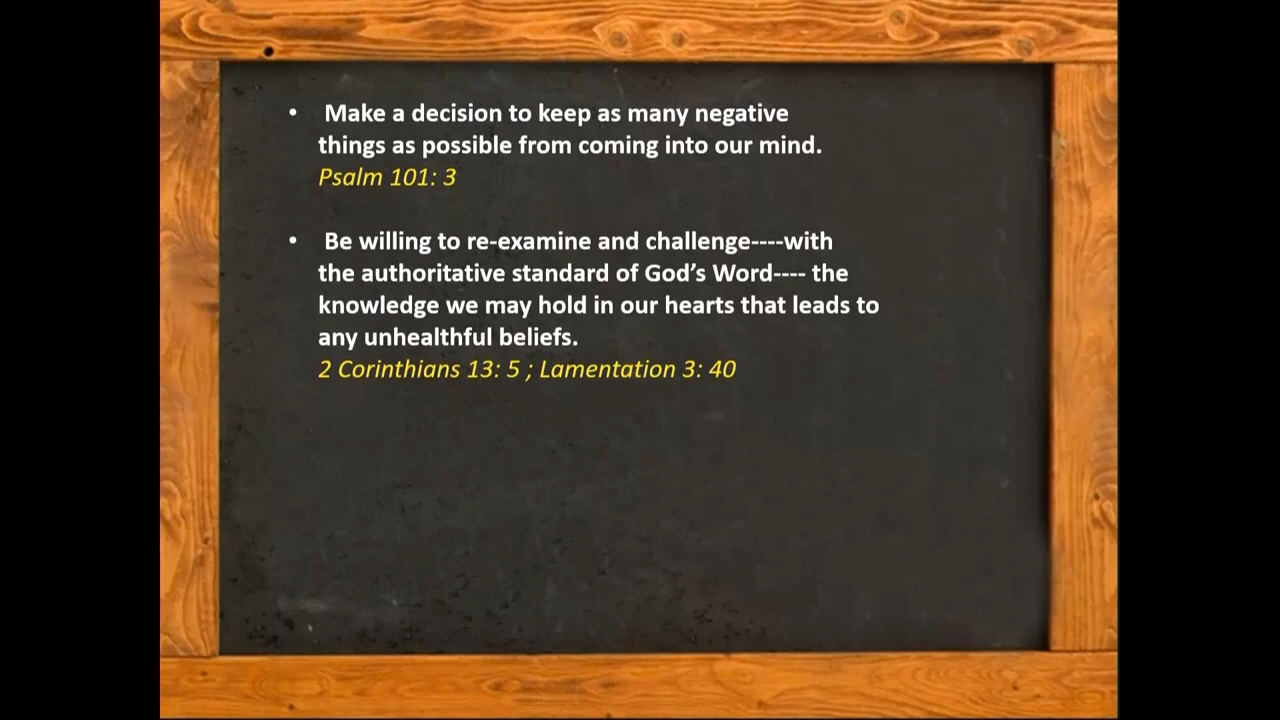 • Make a decision to keep as many negative
things as possible from coming into our mind.
Psalm 101: 3
• Be willing to re-examine and challenge----with
the authoritative standard of God’s Word---- the
knowledge we may hold in our hearts that leads to
any unhealthful beliefs.
2 Corinthians 13: 5 ; Lamentation 3: 40